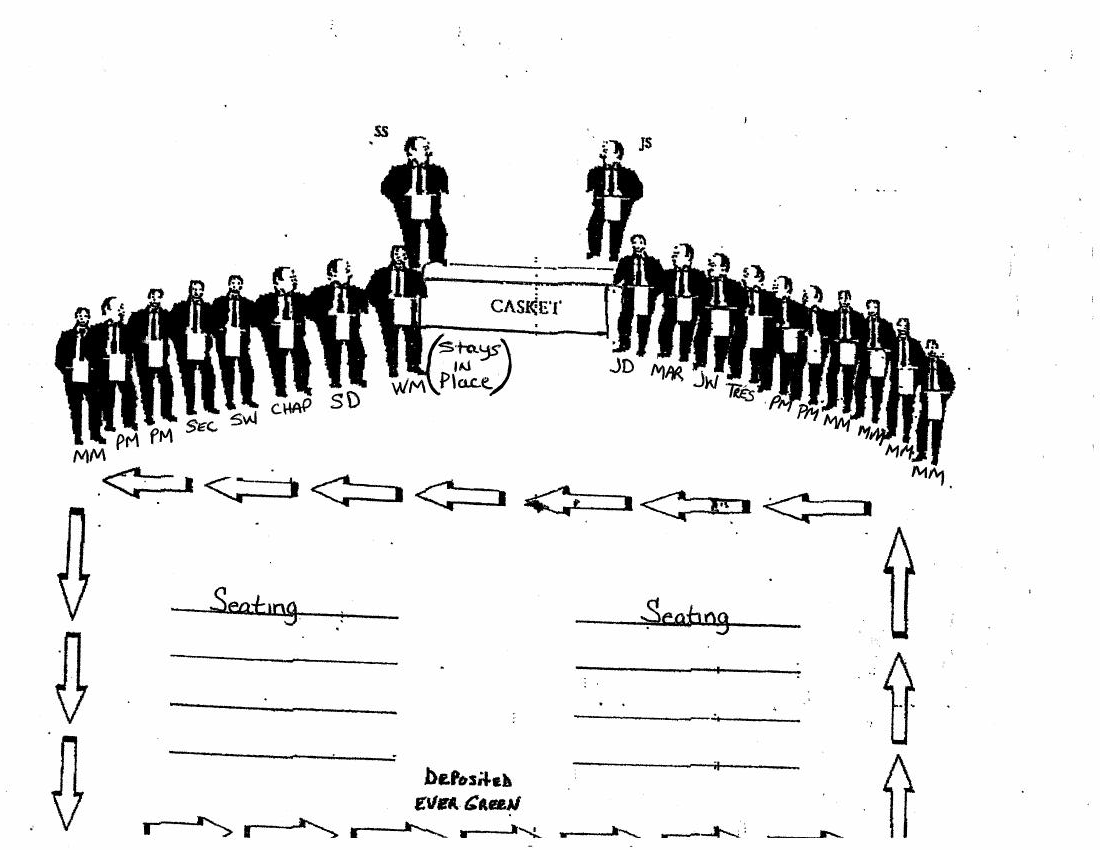 SS
JS
CASKET
(Stays
IN
Place)
MM
PM
PM
SEC
SW
CHAP
SD
WM
JD
MAR
JW
TRES
PM
PM
MM
MM
MM
MM
Seating
Seating
Deposited
EVER GREEN